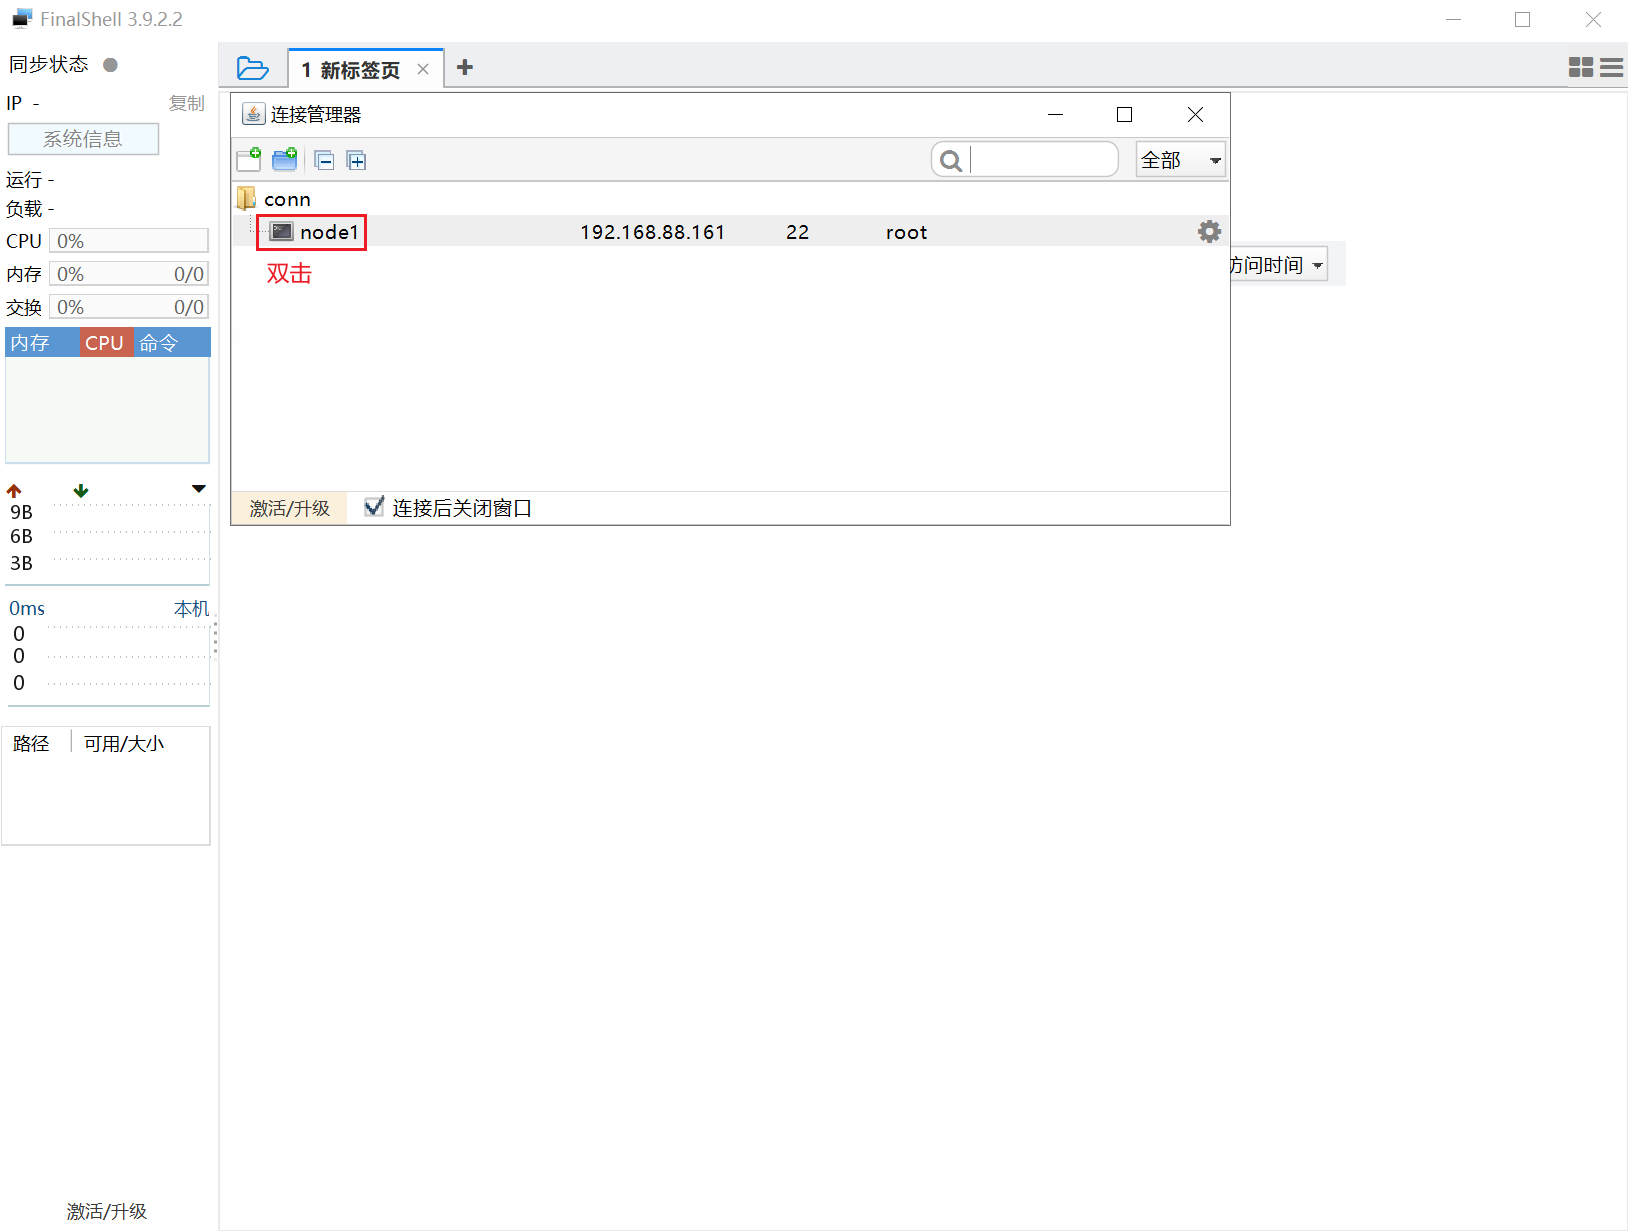 FinalShell 3.9.2.2
同步状态
IP -
复制
系统信息
运行 -
负载 -
CPU 0%
内存 0% 0/0
交换 0% 0/0
内存 CPU 命令
9B
6B
3B
0ms 本机
0
0
0
路径 可用/大小
激活/升级
1 新标签页
连接管理器
全部
conn
node1 192.168.88.161 22 root
双击
访问时间
激活/升级 连接后关闭窗口